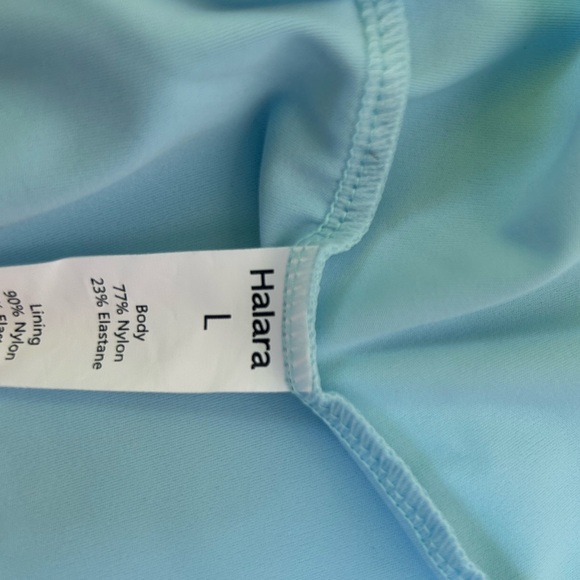 Halara
L
Body
77% Nylon
23% Elastane
Lining
90% Nylon